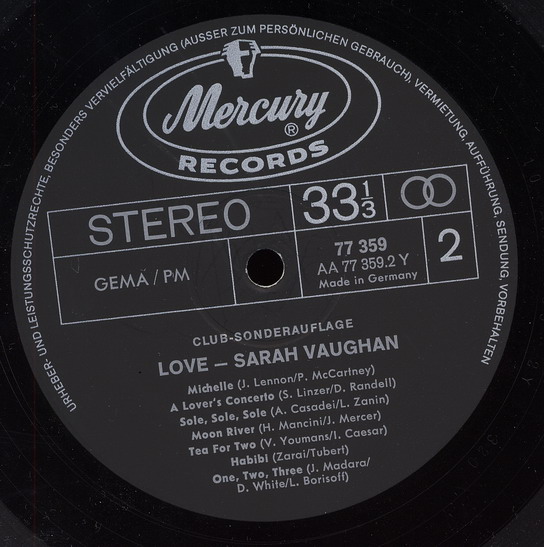 URHEBER- UND LEISTUNGSSCHUTZRECHTE, BESONDERS VERVIELFÄLTIGUNG (AUSSER ZUM PERSÖNLICHEN GEBRAUCH), VERMIETUNG, AUFFÜHRUNG, SENDUNG, VORBEHALTEN
Mercury ®
RECORDS
STEREO
33 1/3
GEMA / PM
77 359
AA 77 359.2 Y
Made in Germany
2
CLUB-SONDERAUFLAGE
LOVE – SARAH VAUGHAN
Michelle (J. Lennon/P. McCartney)
A Lover's Concerto (S. Linzer/D. Randell)
Sole, Sole, Sole (A. Casadei/L. Zanin)
Moon River (H. Mancini/J. Mercer)
Tea For Two (V. Youmans/I. Caesar)
Habibi (Zarai/Tubert)
One, Two, Three (J. Madara/
D. White/L. Borisoff)